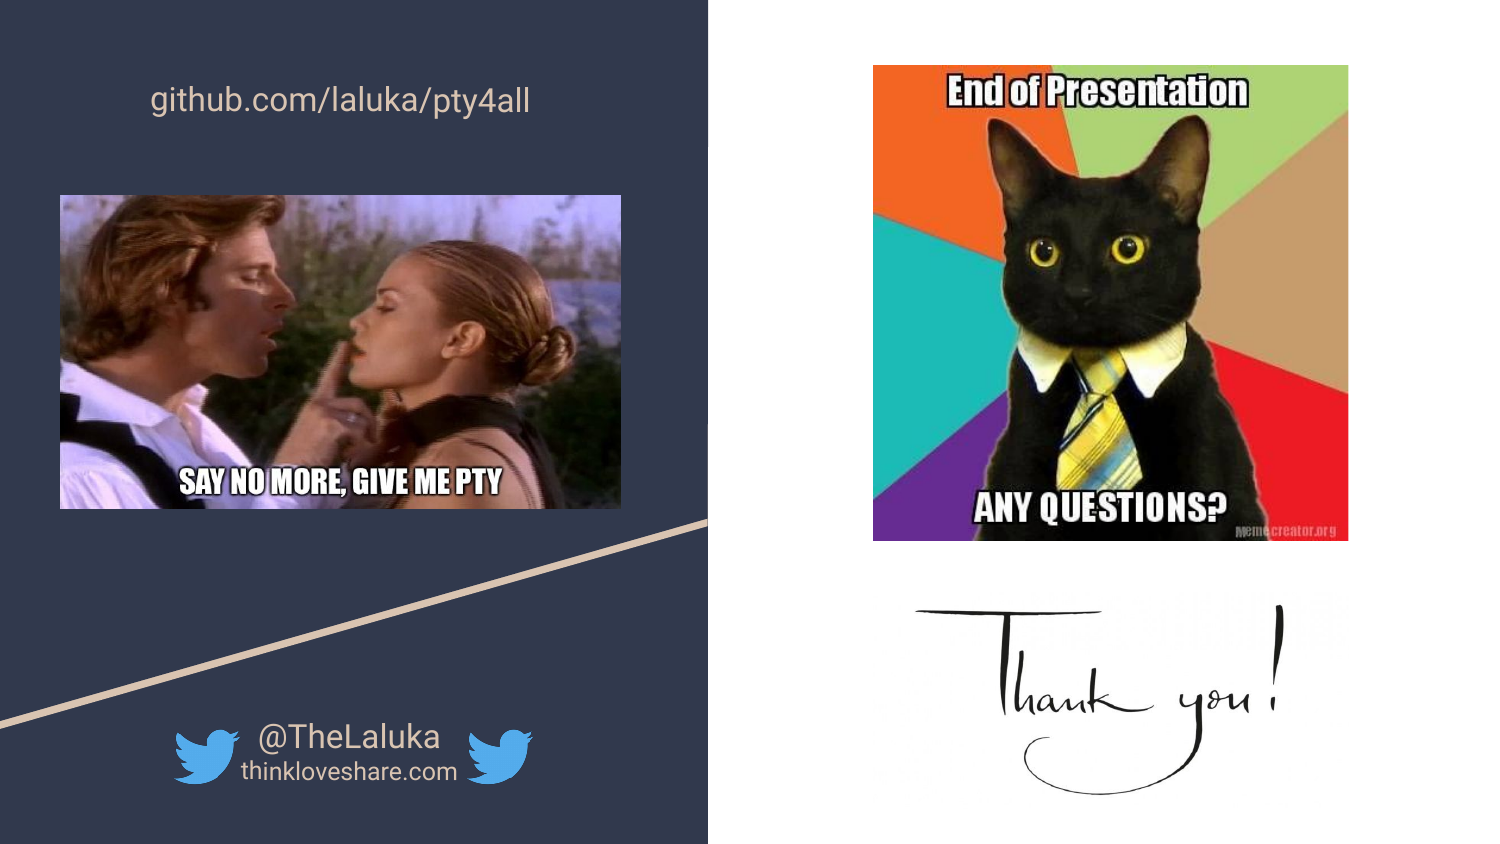 github.com/laluka/pty4all
SAY NO MORE, GIVE ME PTY
@TheLaluka
thinkloveshare.com
End of Presentation
ANY QUESTIONS?
memecreator.org
Thank you!